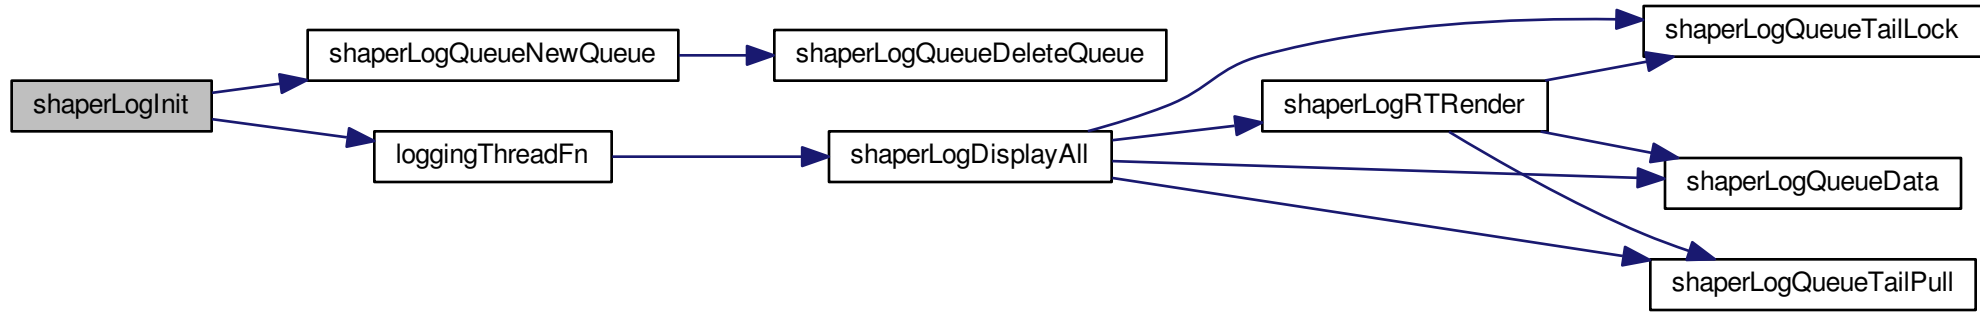 shaperLogInit
shaperLogQueueNewQueue
shaperLogQueueDeleteQueue
loggingThreadFn
shaperLogDisplayAll
shaperLogRTRender
shaperLogQueueTailLock
shaperLogQueueData
shaperLogQueueTailPull